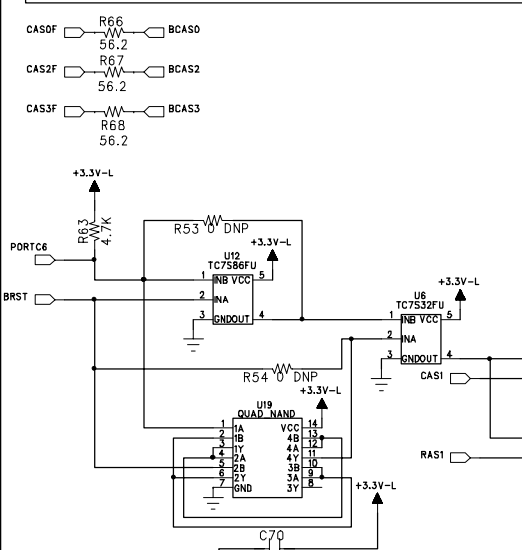 CAS0F R66 BCAS0
56.2
CAS2F R67 BCAS2
56.2
CAS3F BCAS3
R68
56.2
+3.3V-L
R63 4.7K
R53 0 DNP
PORTC6
U12
TC7S86FU
+3.3V-L
1 INB VCC 5
BRST
2 INA
3 GNDOUT 4
+3.3V-L
U6
TC7S32FU
1 INB VCC 5
2 INA
3 GNDOUT 4
R54 0 DNP
CAS1
+3.3V-L
U19
QUAD_NAND
1 1A VCC 14
2 1B 4B 13
3 1Y 4A 12
4 2A 4Y 11
5 2B 3B 10
6 2Y 3A 9
7 GND 3Y 8
RAS1
+3.3V-L
C70